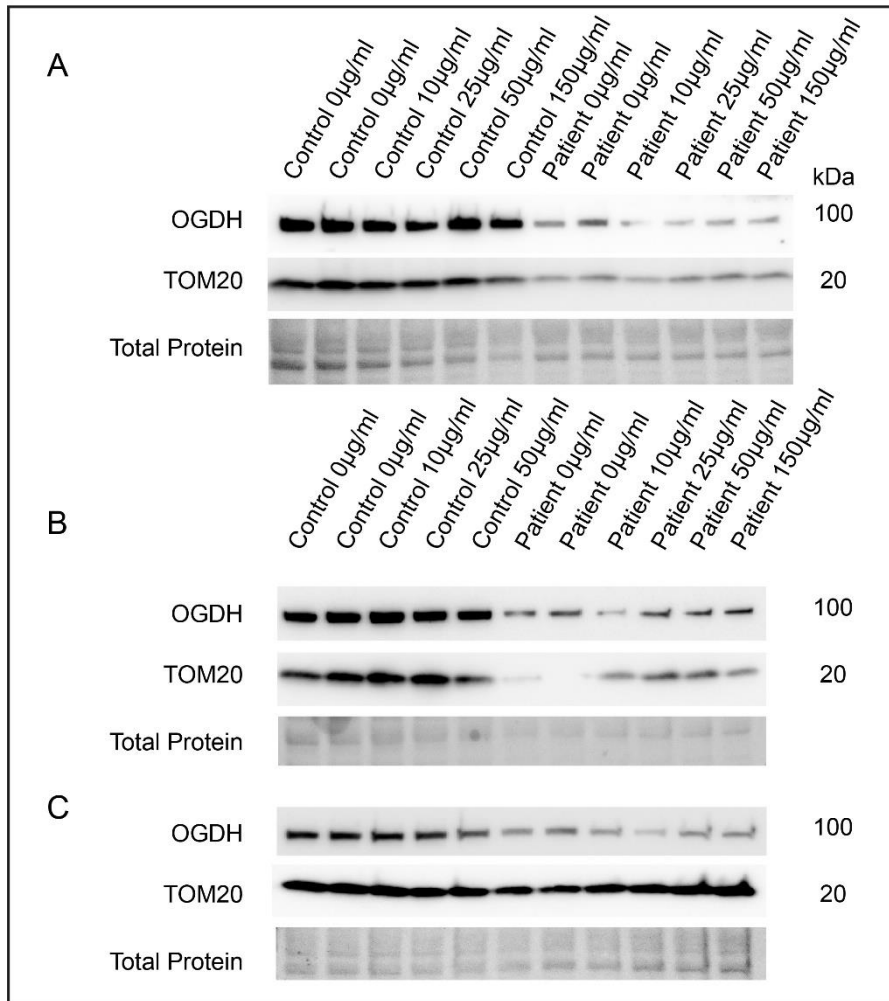 A
Control 0µg/ml
Control 0µg/ml
Control 10µg/ml
Control 25µg/ml
Control 50µg/ml
Control 150µg/ml
Patient 0µg/ml
Patient 0µg/ml
Patient 10µg/ml
Patient 25µg/ml
Patient 50µg/ml
Patient 150µg/ml
kDa
OGDH 100
TOM20 20
Total Protein
B
Control 0µg/ml
Control 0µg/ml
Control 10µg/ml
Control 25µg/ml
Control 50µg/ml
Patient 0µg/ml
Patient 0µg/ml
Patient 10µg/ml
Patient 25µg/ml
Patient 50µg/ml
Patient 150µg/ml
OGDH 100
TOM20 20
Total Protein
C
OGDH 100
TOM20 20
Total Protein